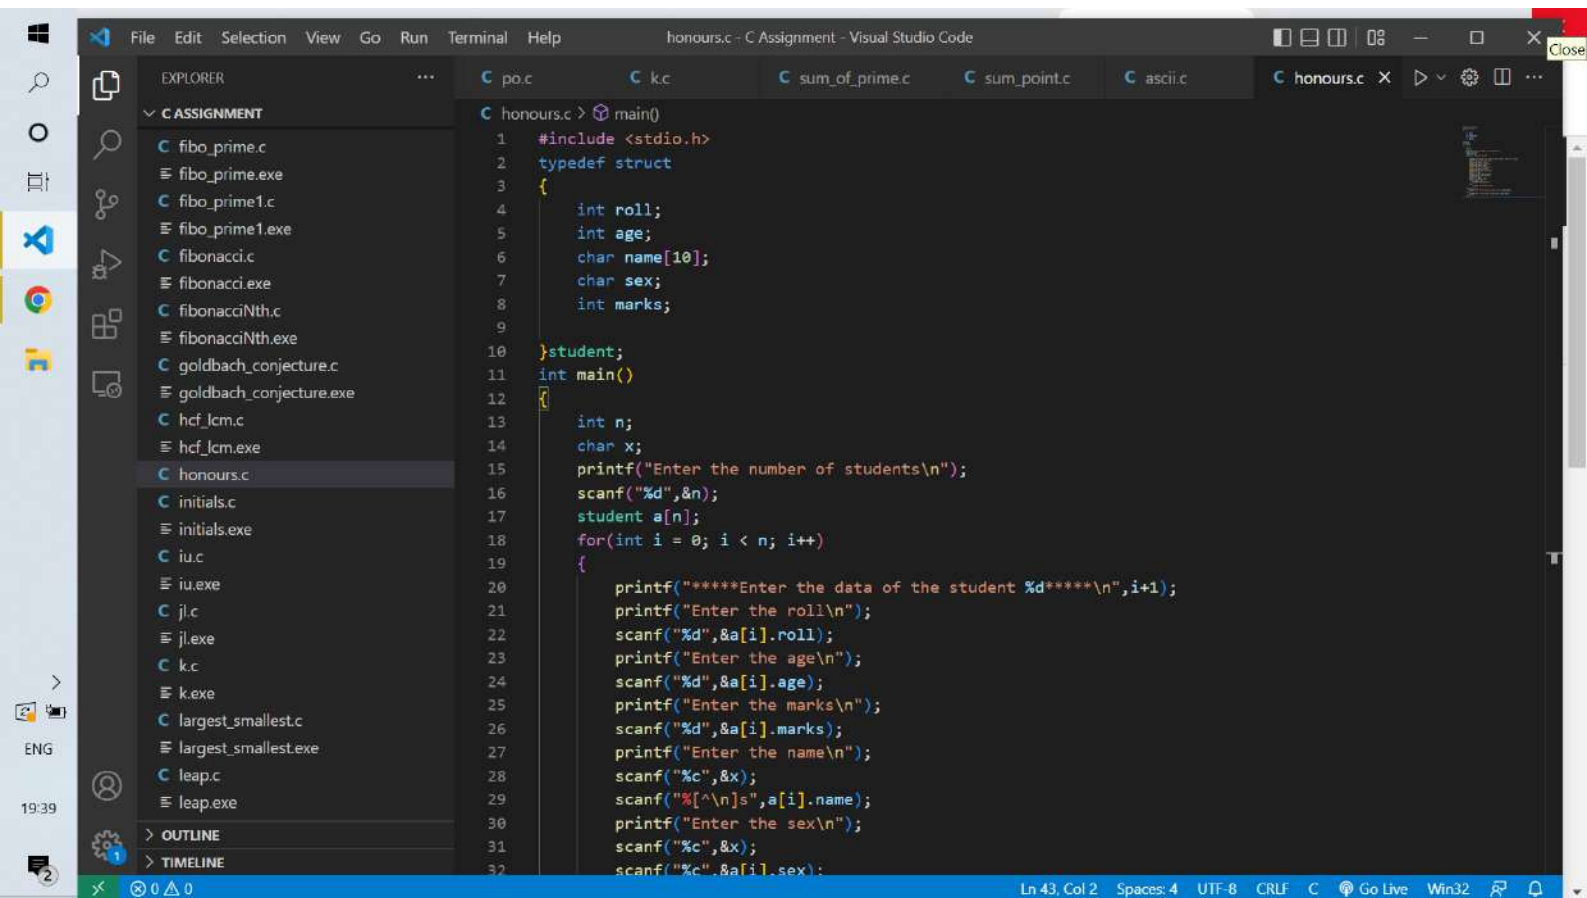 File Edit Selection View Go Run Terminal Help honours.c - C Assignment - Visual Studio Code
Close
EXPLORER
C po.c C k.c C sum_of_prime.c C sum_point.c C ascii.c C honours.c
C ASSIGNMENT
C fibo_prime.c
fibo_prime.exe
C fibo_prime1.c
fibo_prime1.exe
C fibonacci.c
fibonacci.exe
C fibonacciNth.c
fibonacciNth.exe
C goldbach_conjecture.c
goldbach_conjecture.exe
C hcf_lcm.c
hcf_lcm.exe
C honours.c
C initials.c
initials.exe
C iu.c
iu.exe
C jl.c
jl.exe
C k.c
k.exe
C largest_smallest.c
largest_smallest.exe
C leap.c
leap.exe
OUTLINE
TIMELINE
C honours.c > main()
1 #include <stdio.h>
2 typedef struct
3 {
4 int roll;
5 int age;
6 char name[10];
7 char sex;
8 int marks;
9
10 }student;
11 int main()
12 {
13 int n;
14 char x;
15 printf("Enter the number of students\n");
16 scanf("%d",&n);
17 student a[n];
18 for(int i = 0; i < n; i++)
19 {
20 printf("*****Enter the data of the student %d*****\n",i+1);
21 printf("Enter the roll\n");
22 scanf("%d",&a[i].roll);
23 printf("Enter the age\n");
24 scanf("%d",&a[i].age);
25 printf("Enter the marks\n");
26 scanf("%d",&a[i].marks);
27 printf("Enter the name\n");
28 scanf("%c",&x);
29 scanf("%[^\n]s",a[i].name);
30 printf("Enter the sex\n");
31 scanf("%c",&x);
32 scanf("%c",&a[i].sex);
ENG
19:39
2
1
0 0 Ln 43, Col 2 Spaces: 4 UTF-8 CRLF C Go Live Win32